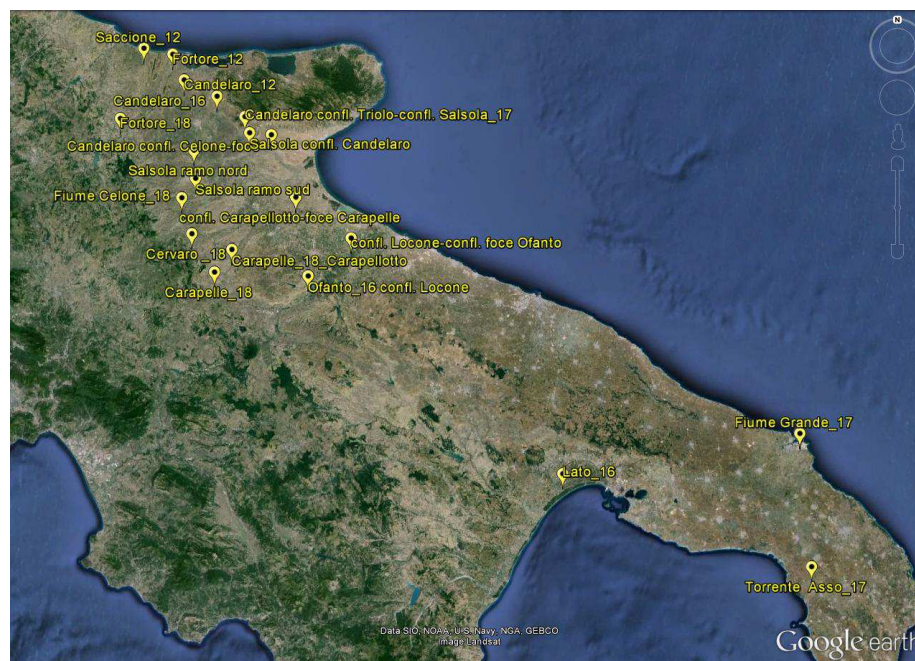 N
Saccione_12
Fortore_12
Candelaro_12
Candelaro_16
Candelaro confl. Triolo-confl. Salsola_17
Fortore_18
Candelaro confl. Celone-foc
Salsola confl. Candelaro
Salsola ramo nord
Salsola ramo sud
Fiume Celone_18
confl. Carapellotto-foce Carapelle
confl. Locone-confl. foce Ofanto
Cervaro _18
Carapelle_18_Carapellotto
Carapelle_18
Ofanto_16 confl. Locone
Fiume Grande_17
Lato_16
Torrente Asso_17
Data SIO, NOAA, U.S. Navy, NGA, GEBCO
Image Landsat
Google earth